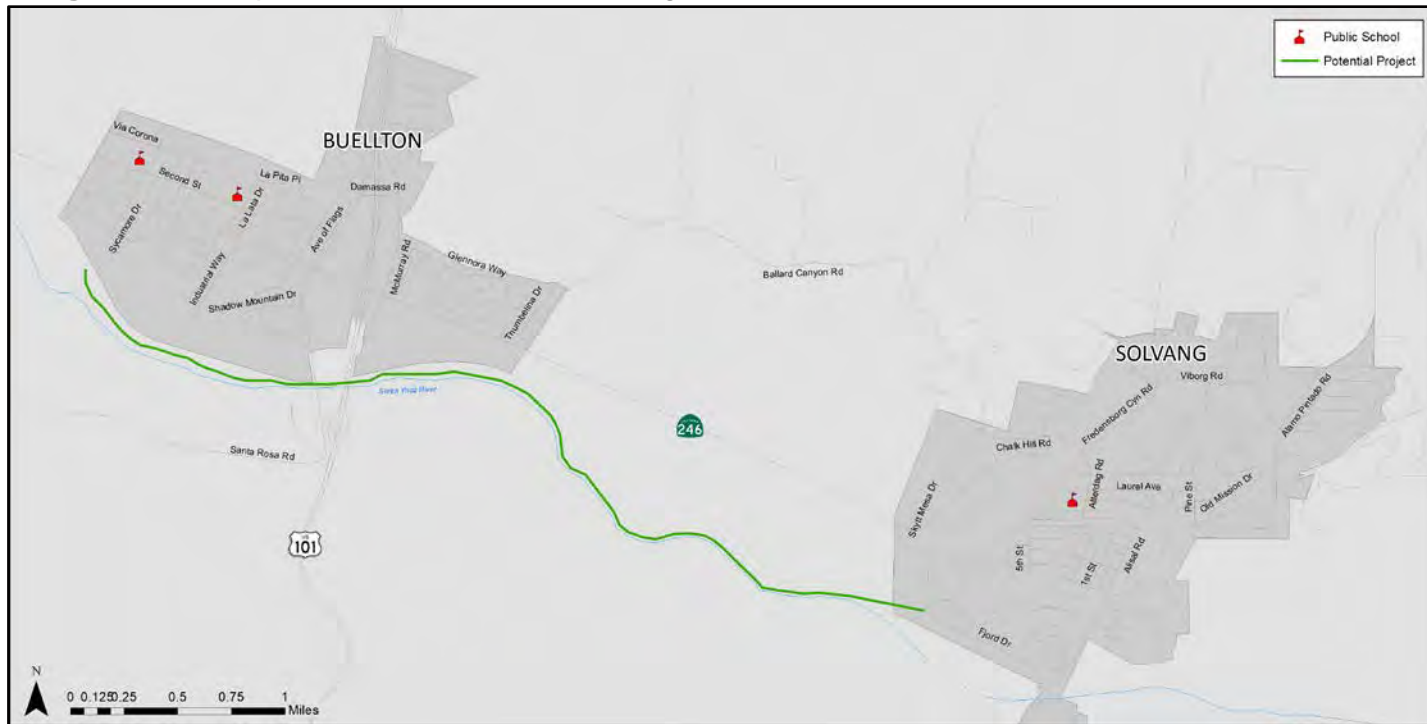 Public School
Potential Project
BUELLTON
Via Corona
Second St
La Pita Pl
La Lata Dr
Damassa Rd
Sycamore Dr
Ave of Flags
Industrial Way
McMurray Rd
Glennora Way
Shadow Mountain Dr
Thumbelina Dr
Ballard Canyon Rd
Santa Ynez River
Santa Rosa Rd
US
101
246
SOLVANG
Viborg Rd
Fredensborg Cyn Rd
Alamo Pintado Rd
Chalk Hill Rd
Skytt Mesa Dr
Atterdag Rd
Laurel Ave
Pine St
Old Mission Dr
5th St
1st St
Alisal Rd
Fjord Dr
N
0 0.125 0.25 0.5 0.75 1
Miles